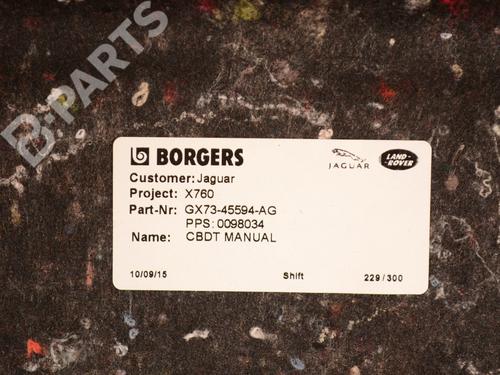 B-PARTS
BORGERS
JAGUAR
LAND-
ROVER
Customer: Jaguar
Project: X760
Part-Nr: GX73-45594-AG
PPS: 0098034
Name: CBDT MANUAL
10/09/15 Shift 229/300